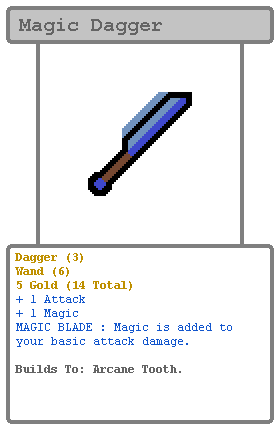 Magic Dagger
Dagger (3)
Wand (6)
5 Gold (14 Total)
+ 1 Attack
+ 1 Magic
MAGIC BLADE : Magic is added to
your basic attack damage.
Builds To: Arcane Tooth.